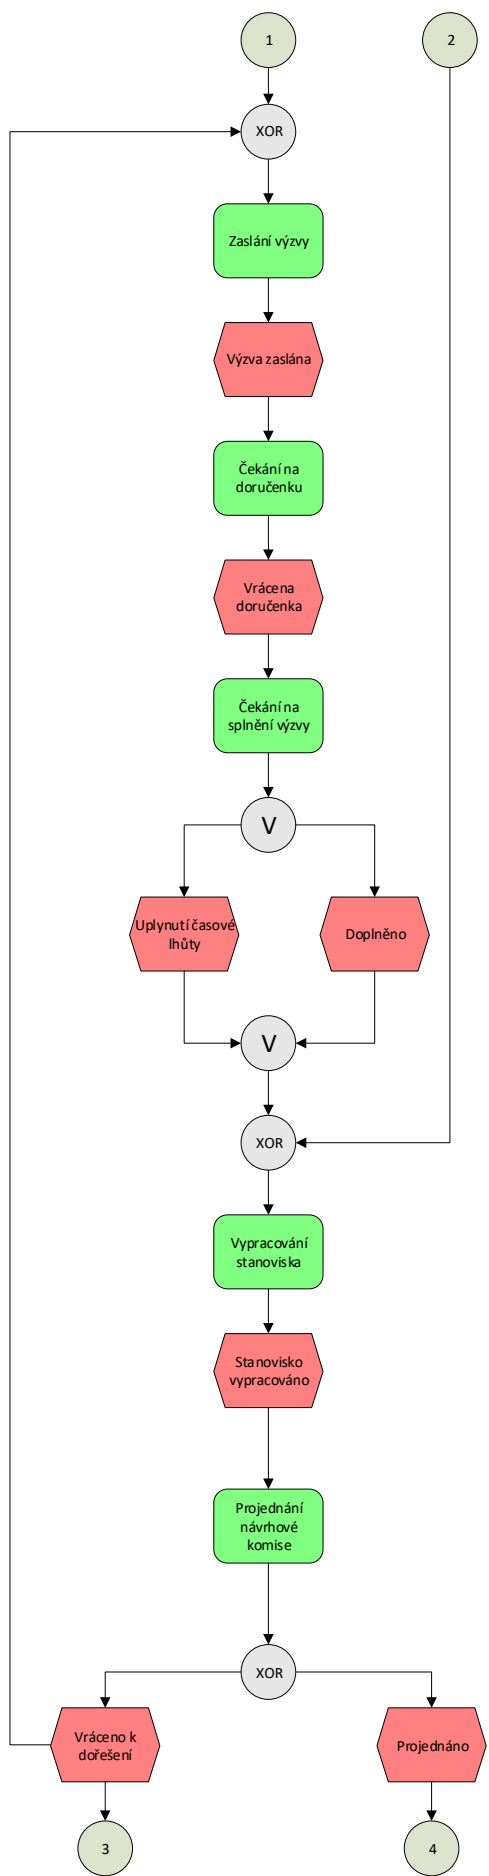 1
2
XOR
Zaslání výzvy
Výzva zaslána
Čekání na
doručenku
Vrácena
doručenka
Čekání na
splnění výzvy
V
Uplynutí časové
lhůty
Doplněno
V
XOR
Vypracování
stanoviska
Stanovisko
vypracováno
Projednání
návrhové
komise
XOR
Vráceno k
dořešení
Projednáno
3
4